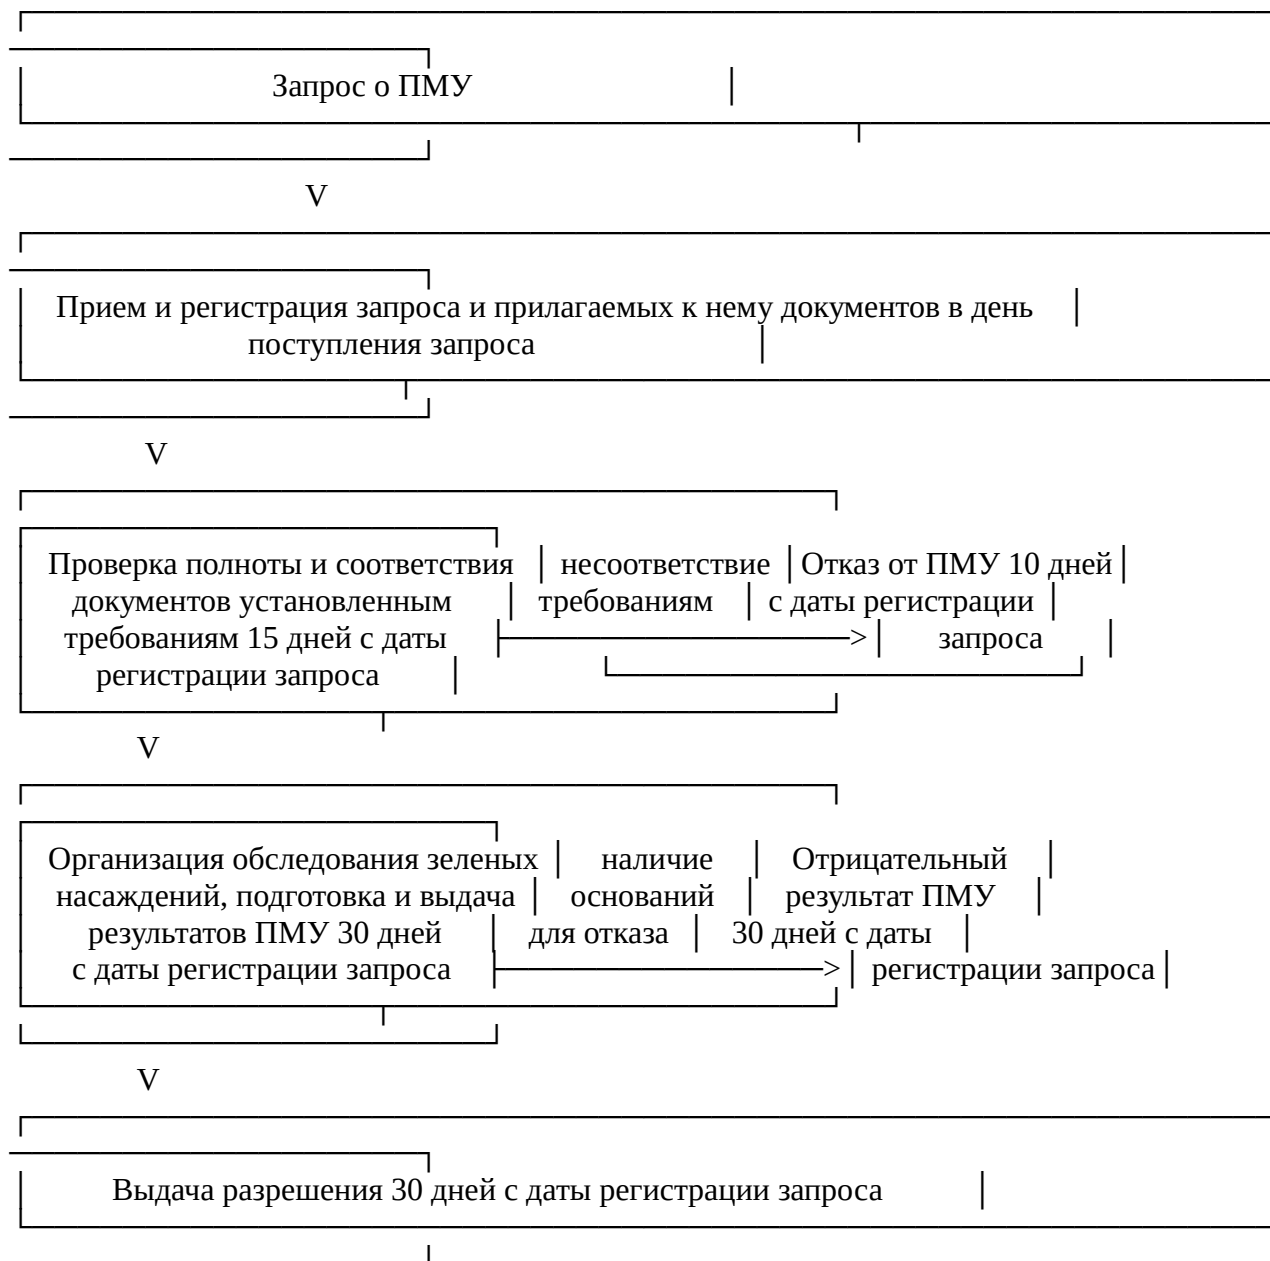 Запрос о ПМУ
V
Прием и регистрация запроса и прилагаемых к нему документов в день
поступления запроса
V
Проверка полноты и соответствия │ несоответствие │Отказ от ПМУ 10 дней│
документов установленным │ требованиям │ с даты регистрации │
требованиям 15 дней с даты ├──────────────> │ запроса │
регистрации запроса
V
Организация обследования зеленых │ наличие │ Отрицательный │
насаждений, подготовка и выдача │ оснований │ результат ПМУ │
результатов ПМУ 30 дней │ для отказа │ 30 дней с даты │
с даты регистрации запроса ├──────────────> │ регистрации запроса│
V
Выдача разрешения 30 дней с даты регистрации запроса